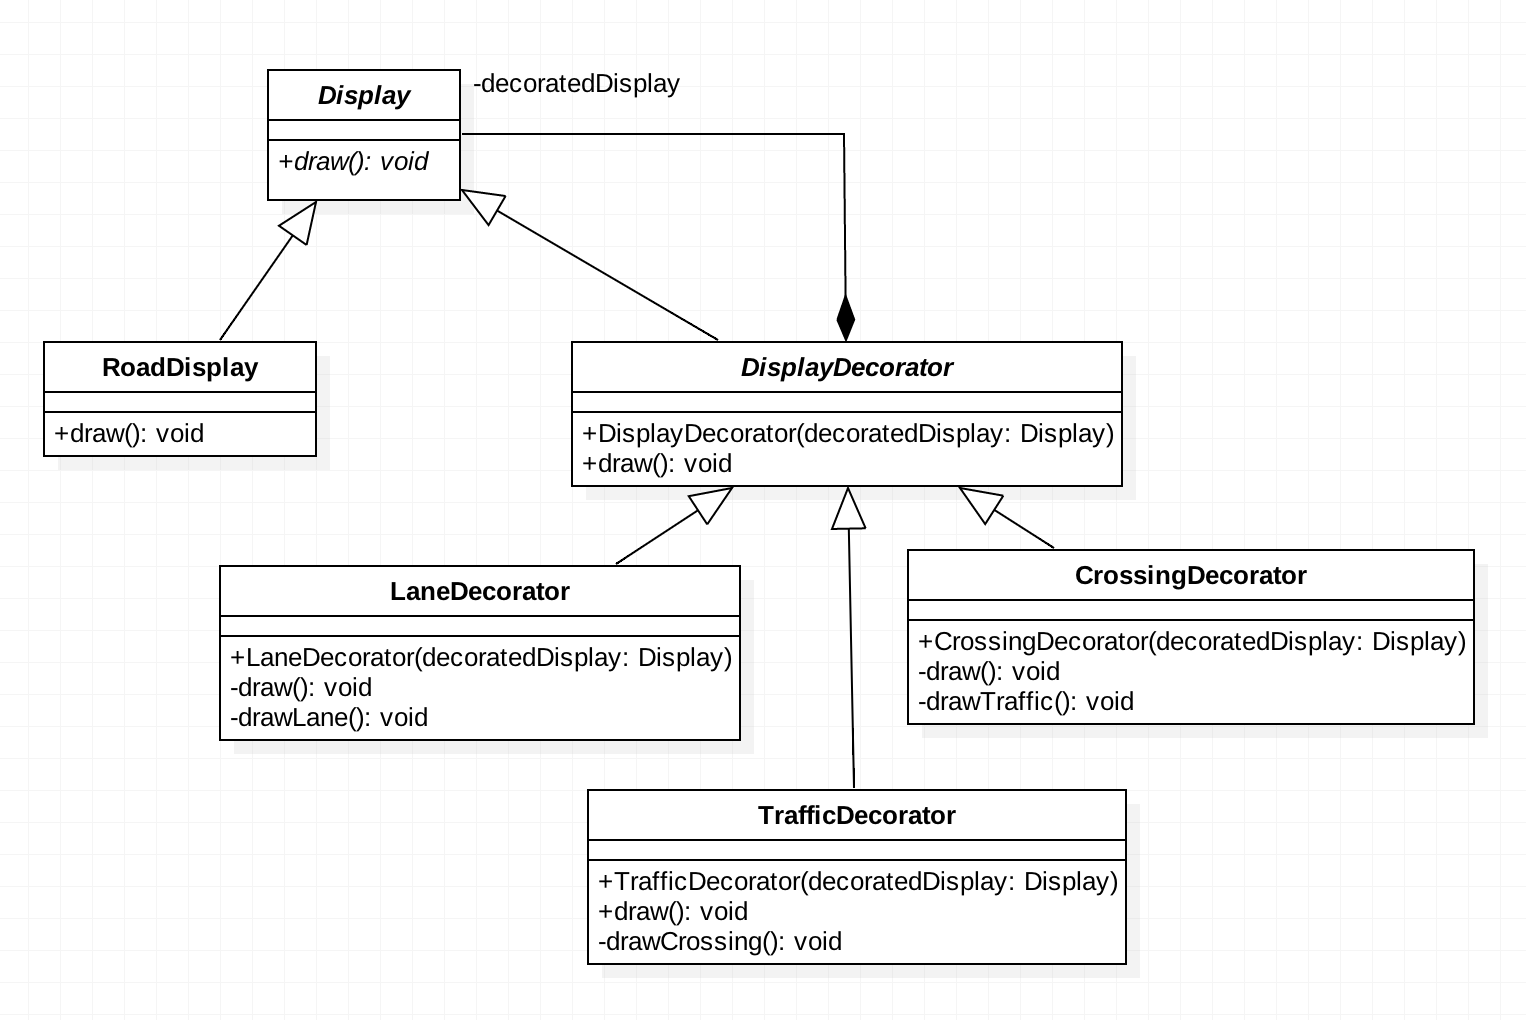 Display
-decoratedDisplay
+draw(): void
RoadDisplay
+draw(): void
DisplayDecorator
+DisplayDecorator(decoratedDisplay: Display)
+draw(): void
LaneDecorator
+LaneDecorator(decoratedDisplay: Display)
-draw(): void
-drawLane(): void
CrossingDecorator
+CrossingDecorator(decoratedDisplay: Display)
-draw(): void
-drawTraffic(): void
TrafficDecorator
+TrafficDecorator(decoratedDisplay: Display)
+draw(): void
-drawCrossing(): void